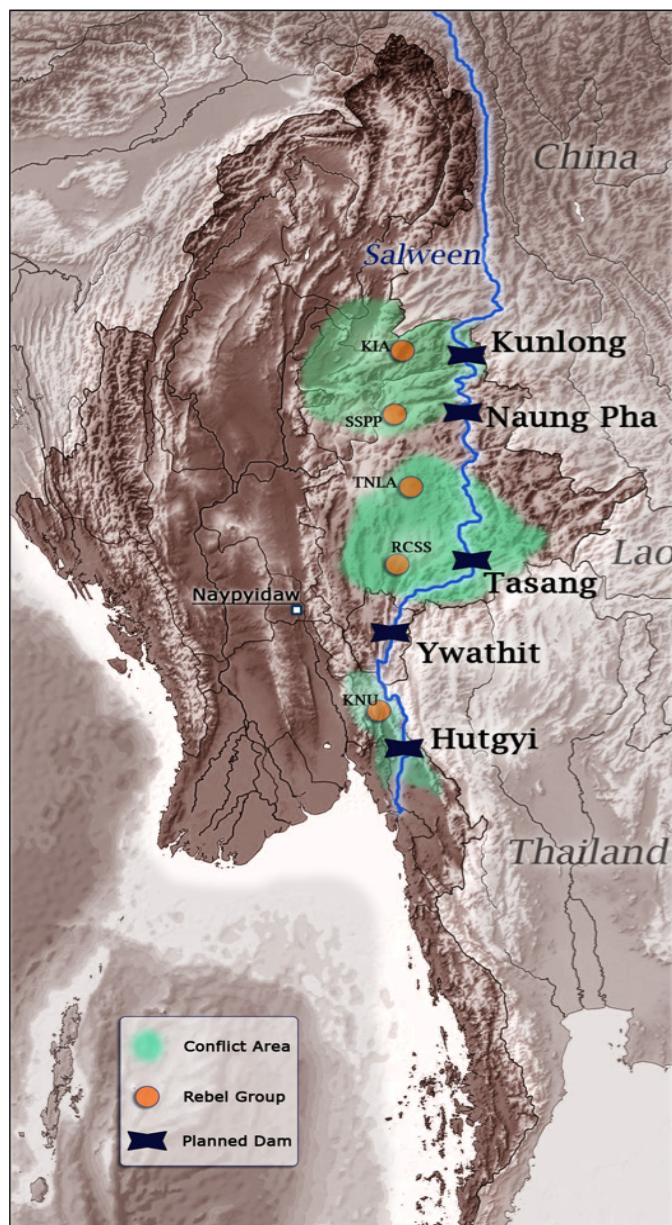 China
Salween
KIA
Kunlong
SSPP
Naung Pha
TNLA
RCSS
Lao
Tasang
Naypyidaw
Ywathit
KNU
Hutgyi
Thailand
Conflict Area
Rebel Group
Planned Dam